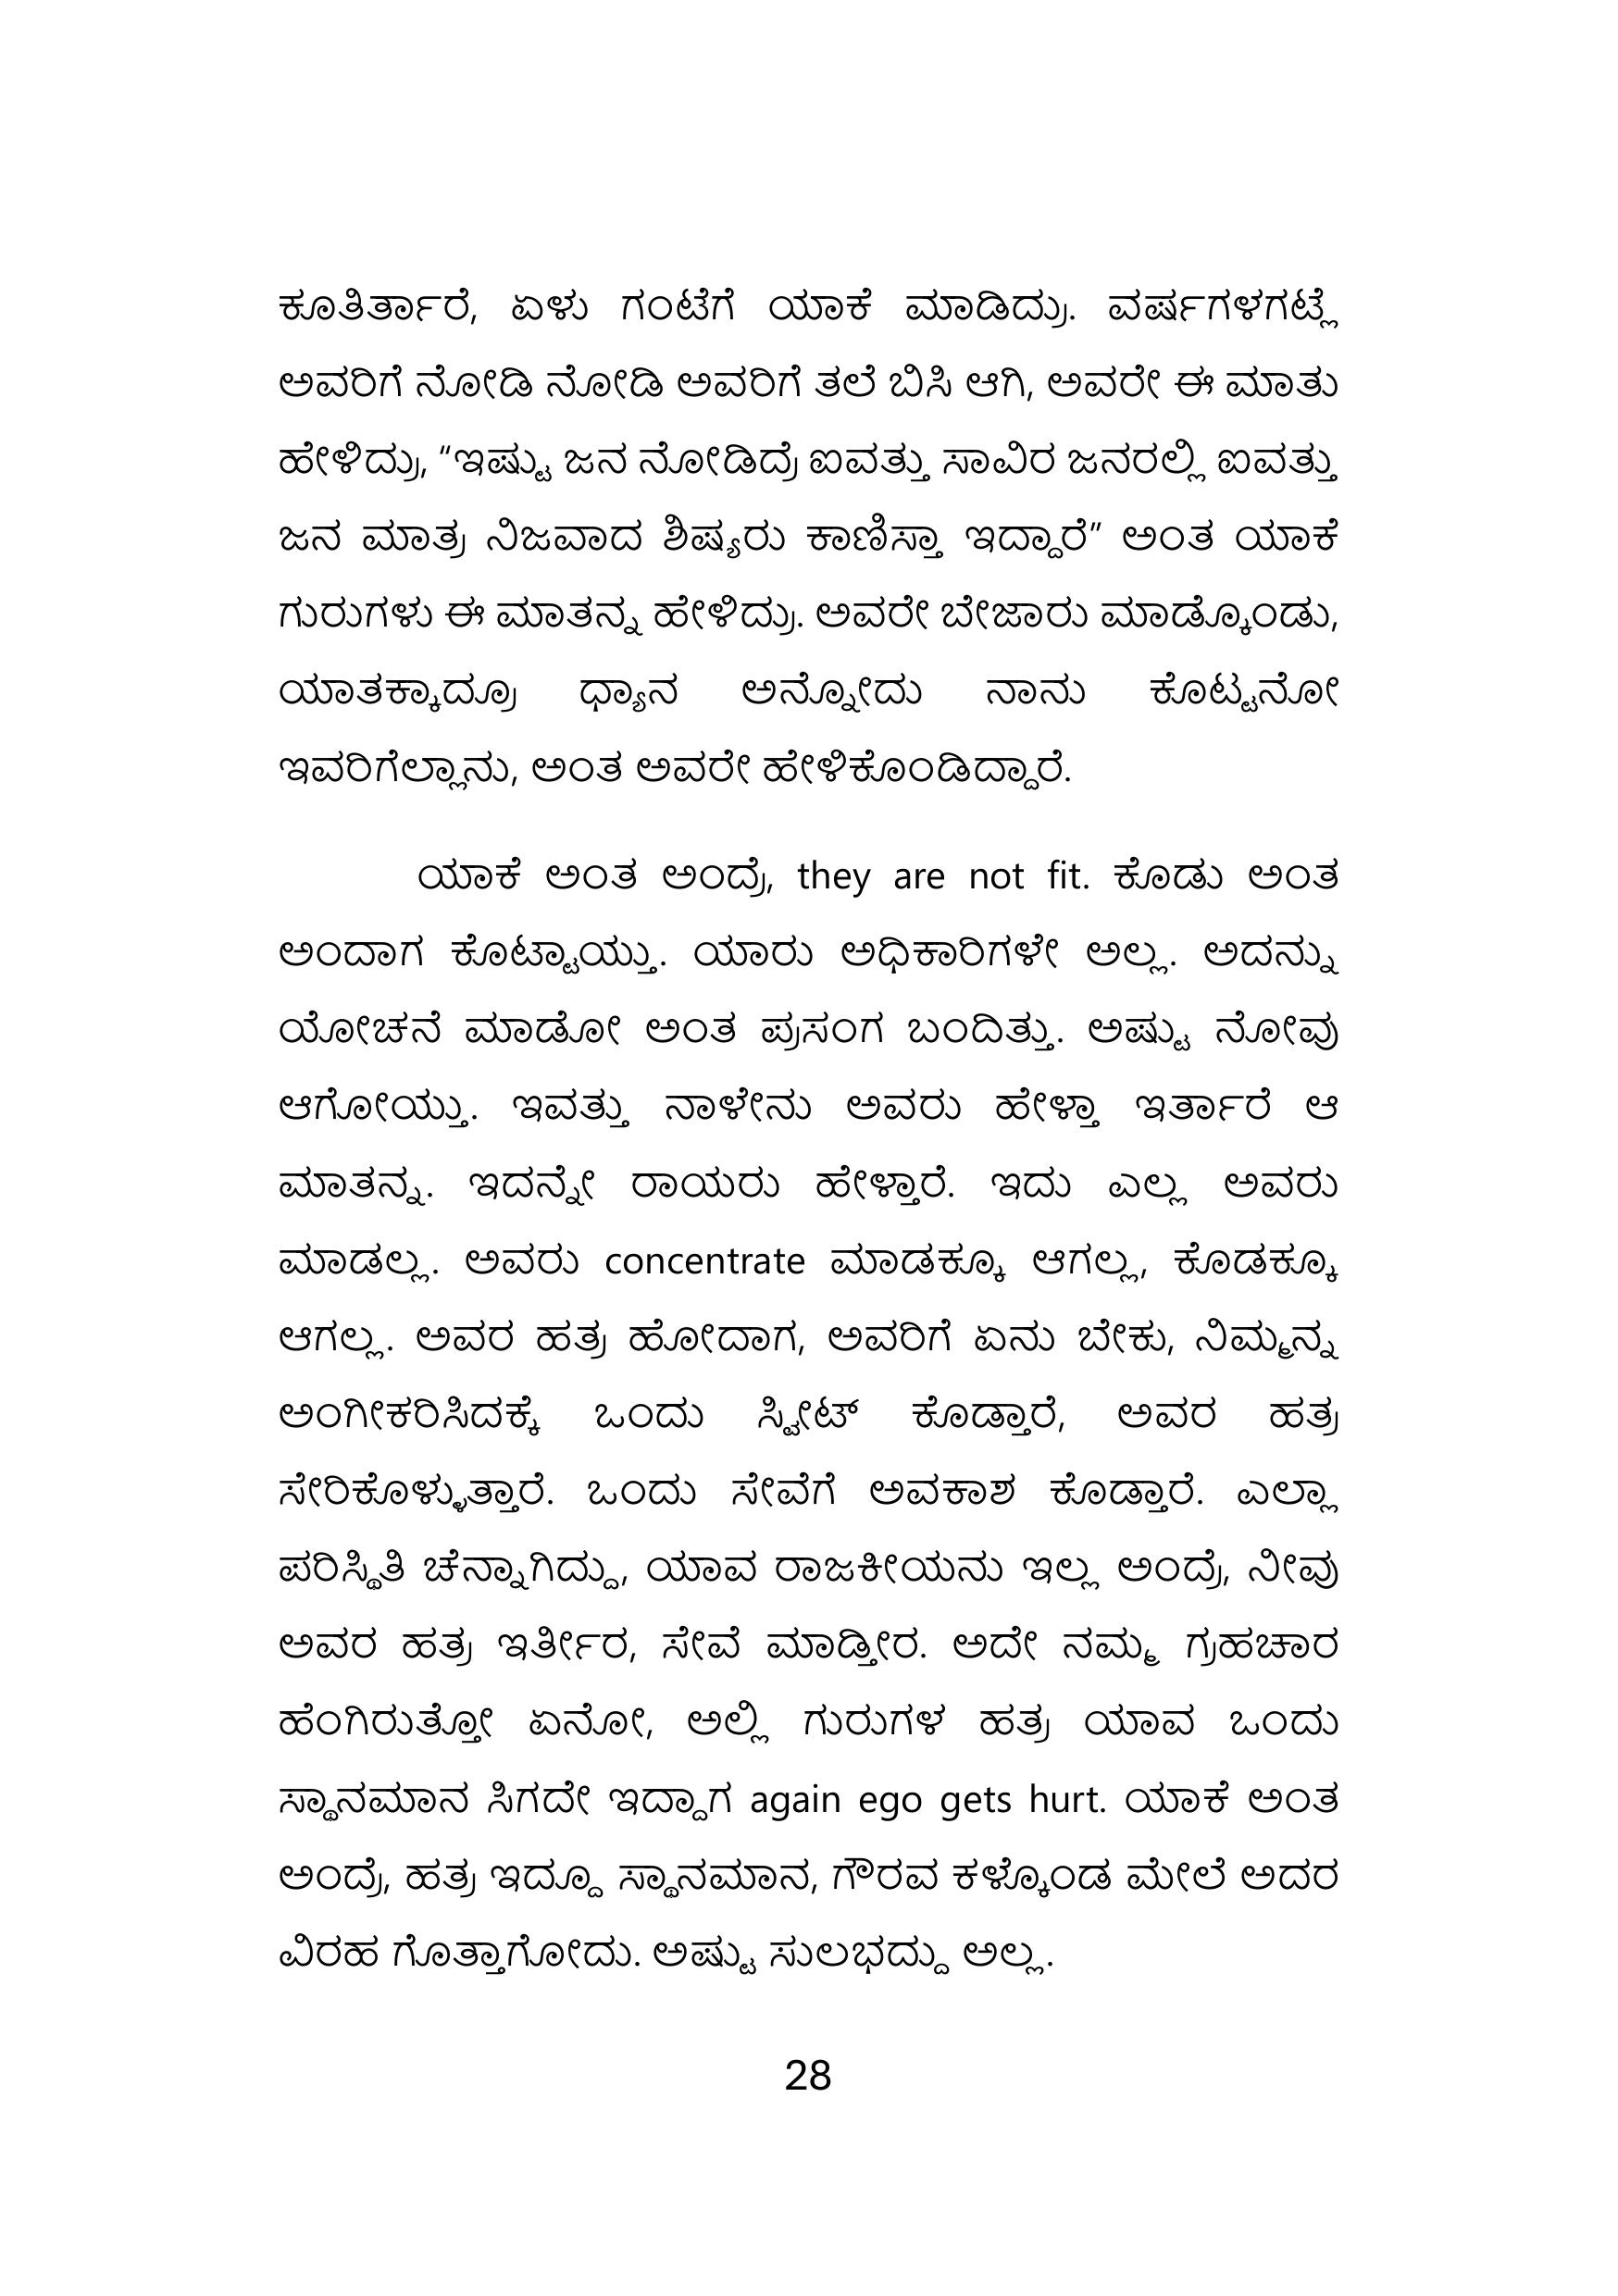 ಕೂತಿರ್ತಾರೆ, ಏಳು ಗಂಟೆಗೆ ಯಾಕೆ ಮಾಡಿದ್ರು. ವರ್ಷಗಳಗಟ್ಲೆ
ಅವರಿಗೆ ನೋಡಿ ನೋಡಿ ಅವರಿಗೆ ತಲೆ ಬಿಸಿ ಆಗಿ, ಅವರೇ ಈ ಮಾತು
ಹೇಳಿದ್ರು, “ಇಷ್ಟು ಜನ ನೋಡಿದ್ರೆ ಐವತ್ತು ಸಾವಿರ ಜನರಲ್ಲಿ ಐವತ್ತು
ಜನ ಮಾತ್ರ ನಿಜವಾದ ಶಿಷ್ಯರು ಕಾಣಿಸ್ತಾ ಇದ್ದಾರೆ” ಅಂತ ಯಾಕೆ
ಗುರುಗಳು ಈ ಮಾತನ್ನ ಹೇಳಿದ್ರು. ಅವರೇ ಬೇಜಾರು ಮಾಡ್ಕೊಂಡು,
ಯಾತಕ್ಕಾದ್ರೂ ಧ್ಯಾನ ಅನ್ನೋದು ನಾನು ಕೊಟ್ಟನೋ
ಇವರಿಗೆಲ್ಲಾನು, ಅಂತ ಅವರೇ ಹೇಳಿಕೊಂಡಿದ್ದಾರೆ.
ಯಾಕೆ ಅಂತ ಅಂದ್ರೆ, they are not fit. ಕೊಡು ಅಂತ
ಅಂದಾಗ ಕೊಟ್ಟಾಯ್ತು. ಯಾರು ಅಧಿಕಾರಿಗಳೇ ಅಲ್ಲ. ಅದನ್ನು
ಯೋಚನೆ ಮಾಡೋ ಅಂತ ಪ್ರಸಂಗ ಬಂದಿತ್ತು. ಅಷ್ಟು ನೋವು
ಆಗೋಯ್ತು. ಇವತ್ತು ನಾಳೇನು ಅವರು ಹೇಳ್ತಾ ಇರ್ತಾರೆ ಆ
ಮಾತನ್ನ. ಇದನ್ನೇ ರಾಯರು ಹೇಳ್ತಾರೆ. ಇದು ಎಲ್ಲ ಅವರು
ಮಾಡಲ್ಲ. ಅವರು concentrate ಮಾಡಕ್ಕೂ ಆಗಲ್ಲ, ಕೊಡಕ್ಕೂ
ಆಗಲ್ಲ. ಅವರ ಹತ್ರ ಹೋದಾಗ, ಅವರಿಗೆ ಏನು ಬೇಕು, ನಿಮ್ಮನ್ನ
ಅಂಗೀಕರಿಸಿದಕ್ಕೆ ಒಂದು ಸ್ವೀಟ್ ಕೊಡ್ತಾರೆ, ಅವರ ಹತ್ರ
ಸೇರಿಕೊಳ್ಳುತ್ತಾರೆ. ಒಂದು ಸೇವೆಗೆ ಅವಕಾಶ ಕೊಡ್ತಾರೆ. ಎಲ್ಲಾ
ಪರಿಸ್ಥಿತಿ ಚೆನ್ನಾಗಿದ್ದು, ಯಾವ ರಾಜಕೀಯನು ಇಲ್ಲ ಅಂದ್ರೆ, ನೀವು
ಅವರ ಹತ್ರ ಇರ್ತೀರ, ಸೇವೆ ಮಾಡ್ತೀರ. ಅದೇ ನಮ್ಮ ಗ್ರಹಚಾರ
ಹೆಂಗಿರುತ್ತೋ ಏನೋ, ಅಲ್ಲಿ ಗುರುಗಳ ಹತ್ರ ಯಾವ ಒಂದು
ಸ್ಥಾನಮಾನ ಸಿಗದೇ ಇದ್ದಾಗ again ego gets hurt. ಯಾಕೆ ಅಂತ
ಅಂದ್ರೆ, ಹತ್ರ ಇದ್ದೂ ಸ್ಥಾನಮಾನ, ಗೌರವ ಕಳ್ಕೊಂಡ ಮೇಲೆ ಅದರ
ವಿರಹ ಗೊತ್ತಾಗೋದು. ಅಷ್ಟು ಸುಲಭದ್ದು ಅಲ್ಲ.
28